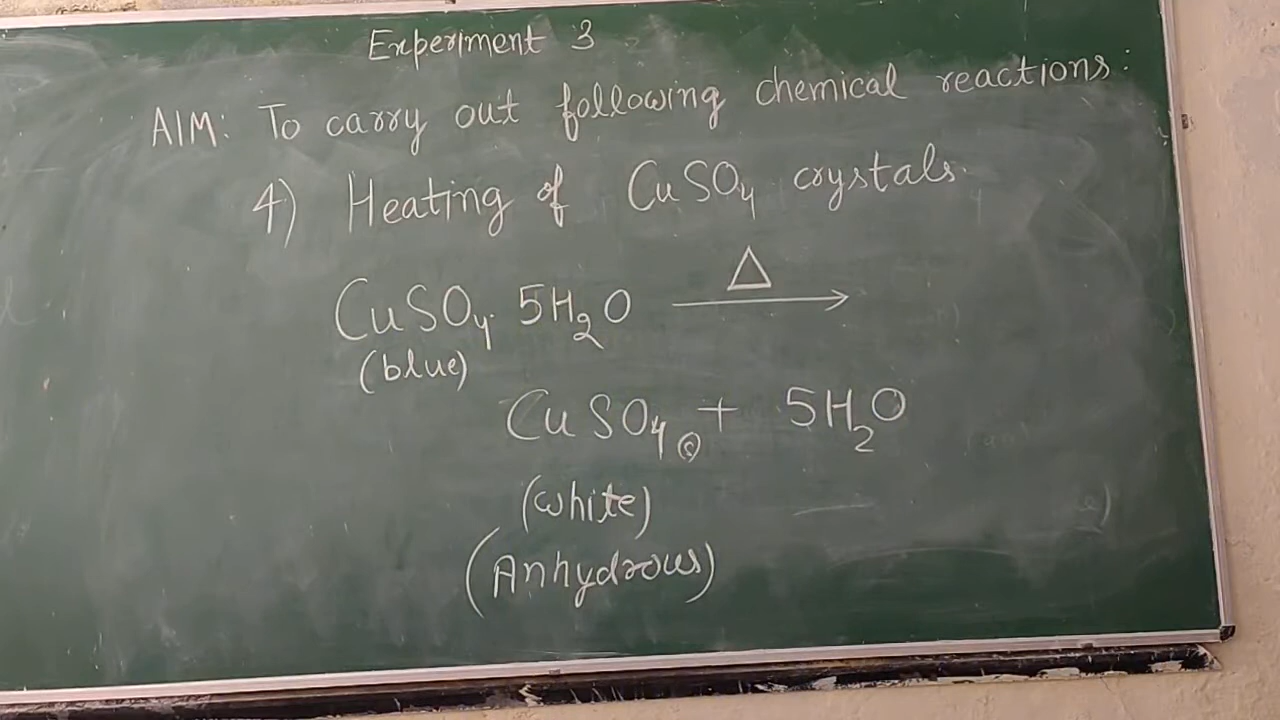 Experiment 3
AIM: To carry out following chemical reactions:
4) Heating of CuSO4 crystals.
CuSO4. 5H2O Δ→
(blue)
CuSO4(s) + 5H2O
(white)
(Anhydrous)